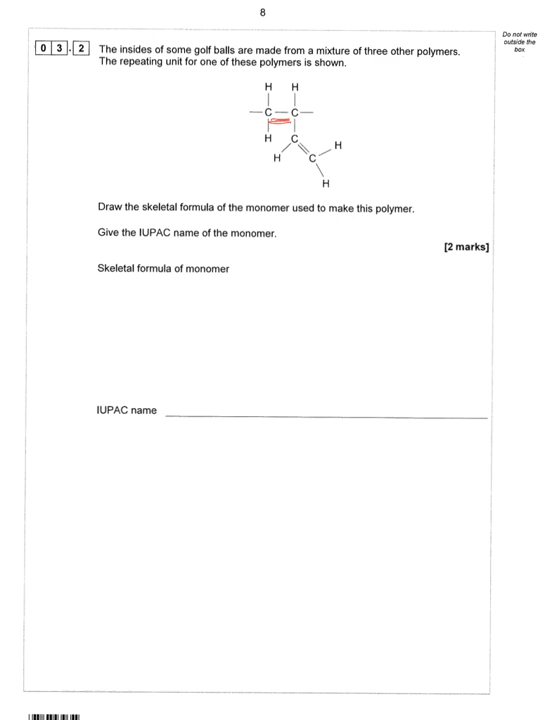 8
Do not write
outside the
box
0 3 . 2 The insides of some golf balls are made from a mixture of three other polymers.
The repeating unit for one of these polymers is shown.
H H
C C
H C H
H C
H
Draw the skeletal formula of the monomer used to make this polymer.
Give the IUPAC name of the monomer.
[2 marks]
Skeletal formula of monomer
IUPAC name